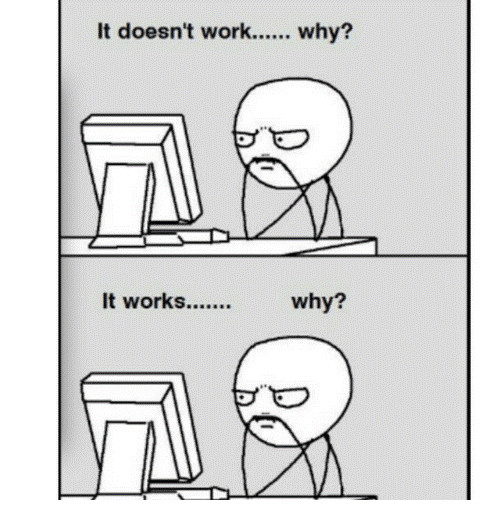 It doesn't work...... why?
It works....... why?